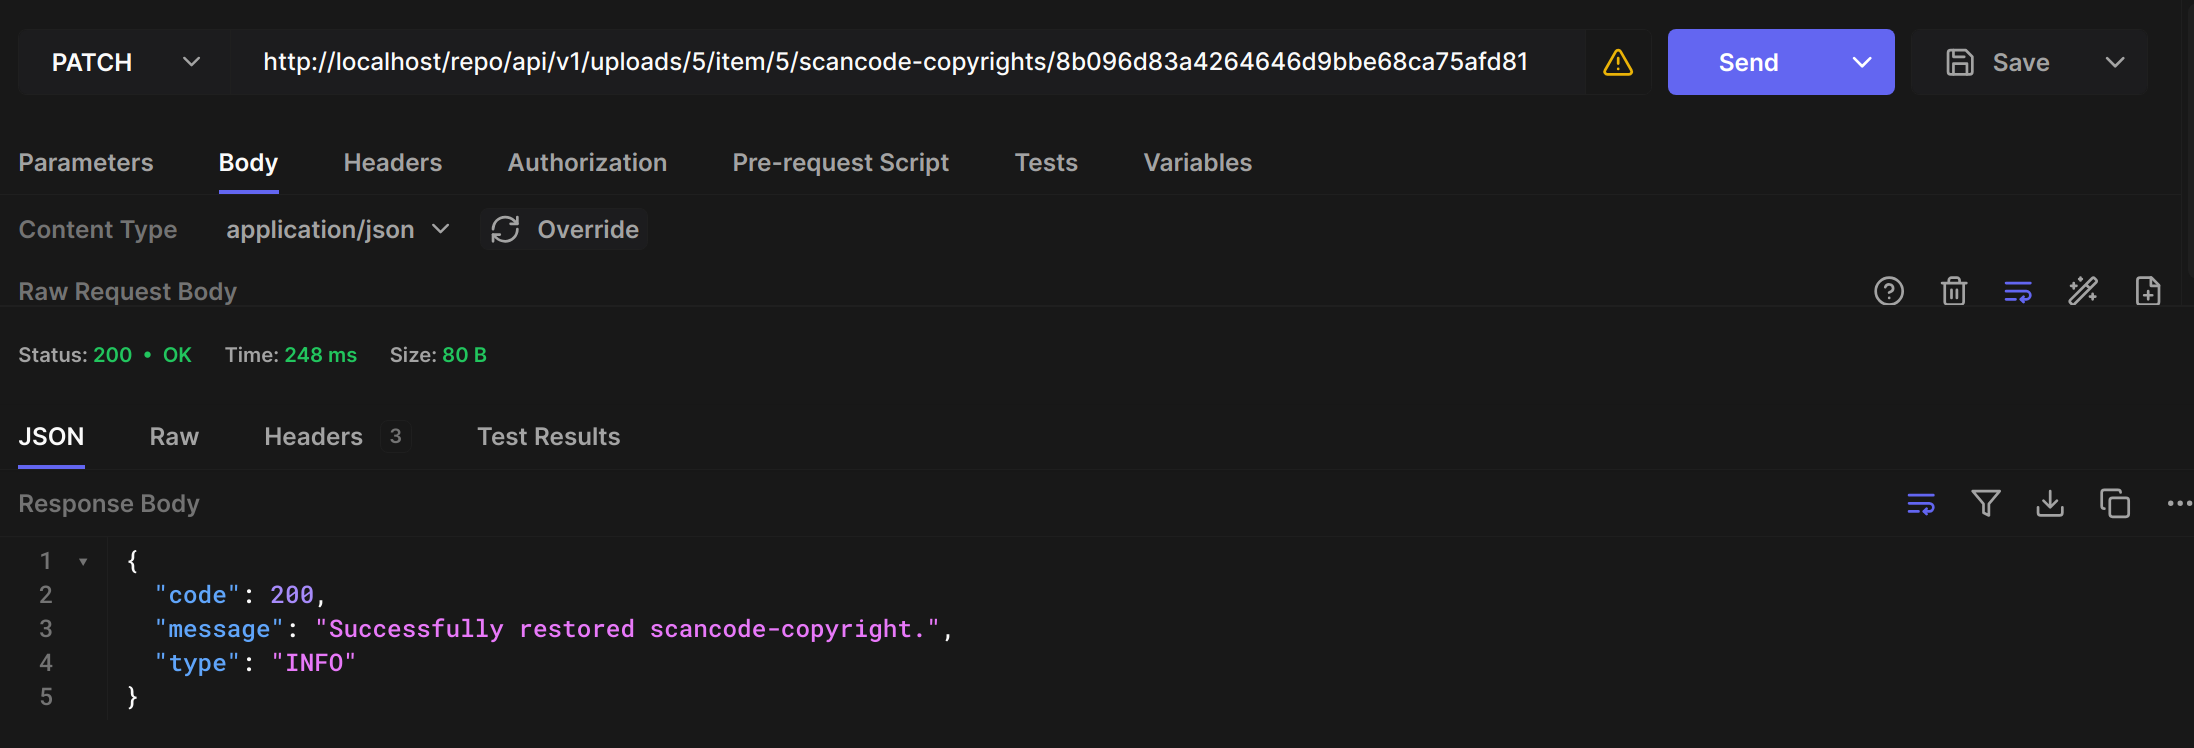 PATCH http://localhost/repo/api/v1/uploads/5/item/5/scancode-copyrights/8b096d83a4264646d9bbe68ca75afd81 Send Save
Parameters Body Headers Authorization Pre-request Script Tests Variables
Content Type application/json Override
Raw Request Body
Status: 200 • OK Time: 248 ms Size: 80 B
JSON Raw Headers 3 Test Results
Response Body
1 {
2 "code": 200,
3 "message": "Successfully restored scancode-copyright.",
4 "type": "INFO"
5 }